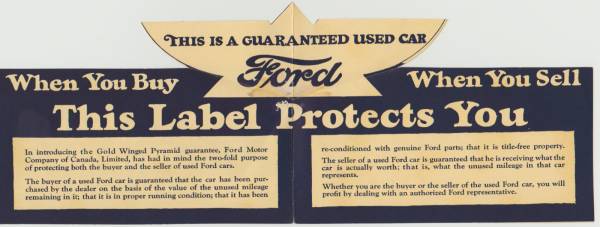 THIS IS A GUARANTEED USED CAR
Ford
When You Buy
When You Sell
This Label Protects You
In introducing the Gold Winged Pyramid guarantee, Ford Motor
Company of Canada, Limited, has had in mind the two-fold purpose
of protecting both the buyer and the seller of used Ford cars.
The buyer of a used Ford car is guaranteed that the car has been pur-
chased by the dealer on the basis of the value of the unused mileage
remaining in it; that it is in proper running condition; that it has been
re-conditioned with genuine Ford parts; that it is title-free property.
The seller of a used Ford car is guaranteed that he is receiving what the
car is actually worth; that is, what the unused mileage in that car
represents.
Whether you are the buyer or the seller of the used Ford car, you will
profit by dealing with an authorized Ford representative.